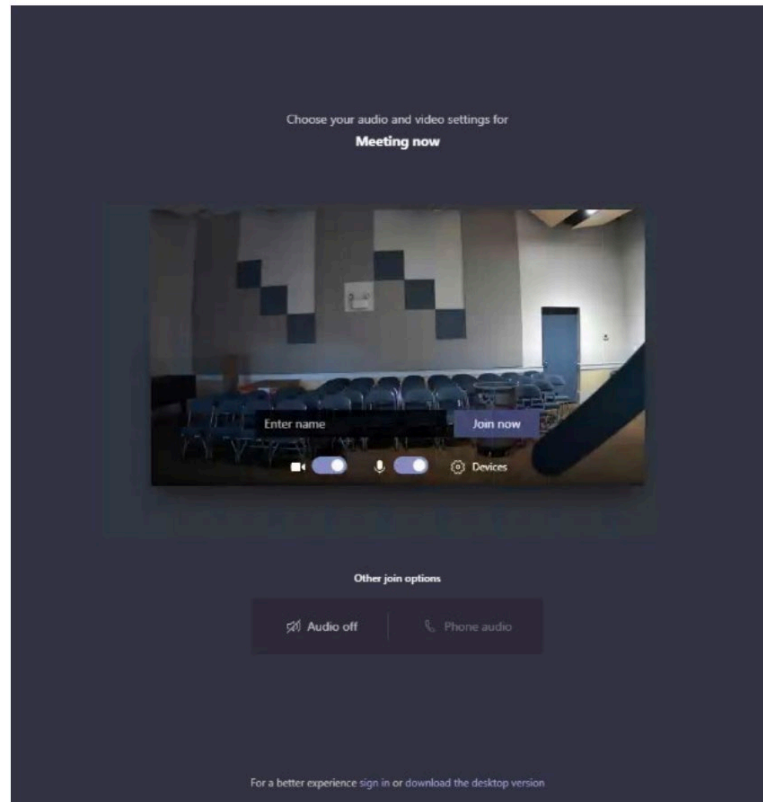 Choose your audio and video settings for
Meeting now
Enter name
Join now
Devices
Other join options
Audio off
Phone audio
For a better experience sign in or download the desktop version